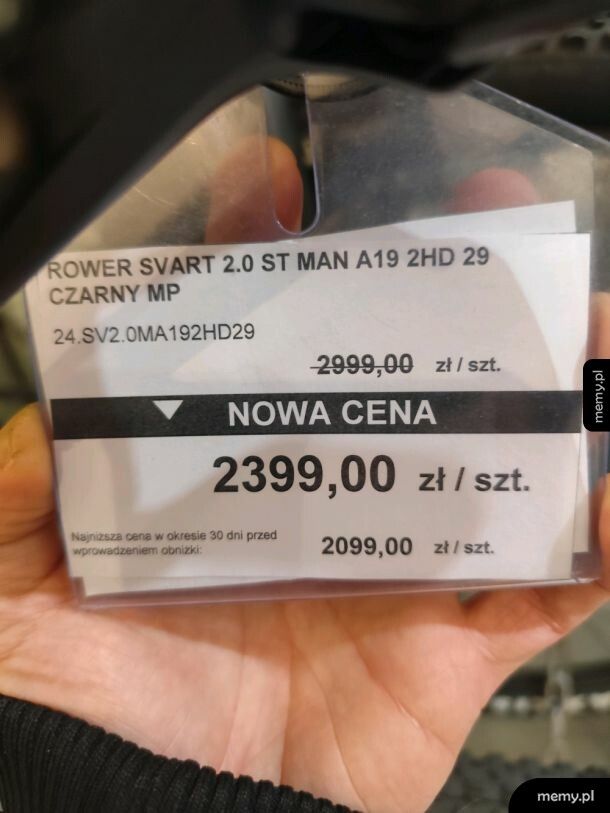 ROWER SVART 2.0 ST MAN A19 2HD 29
CZARNY MP
24.SV2.0MA192HD29
2999,00 zł / szt.
NOWA CENA
2399,00 zł / szt.
Najniższa cena w okresie 30 dni przed
wprowadzeniem obniżki:
2099,00 zł / szt.
memy.pl
memy.pl